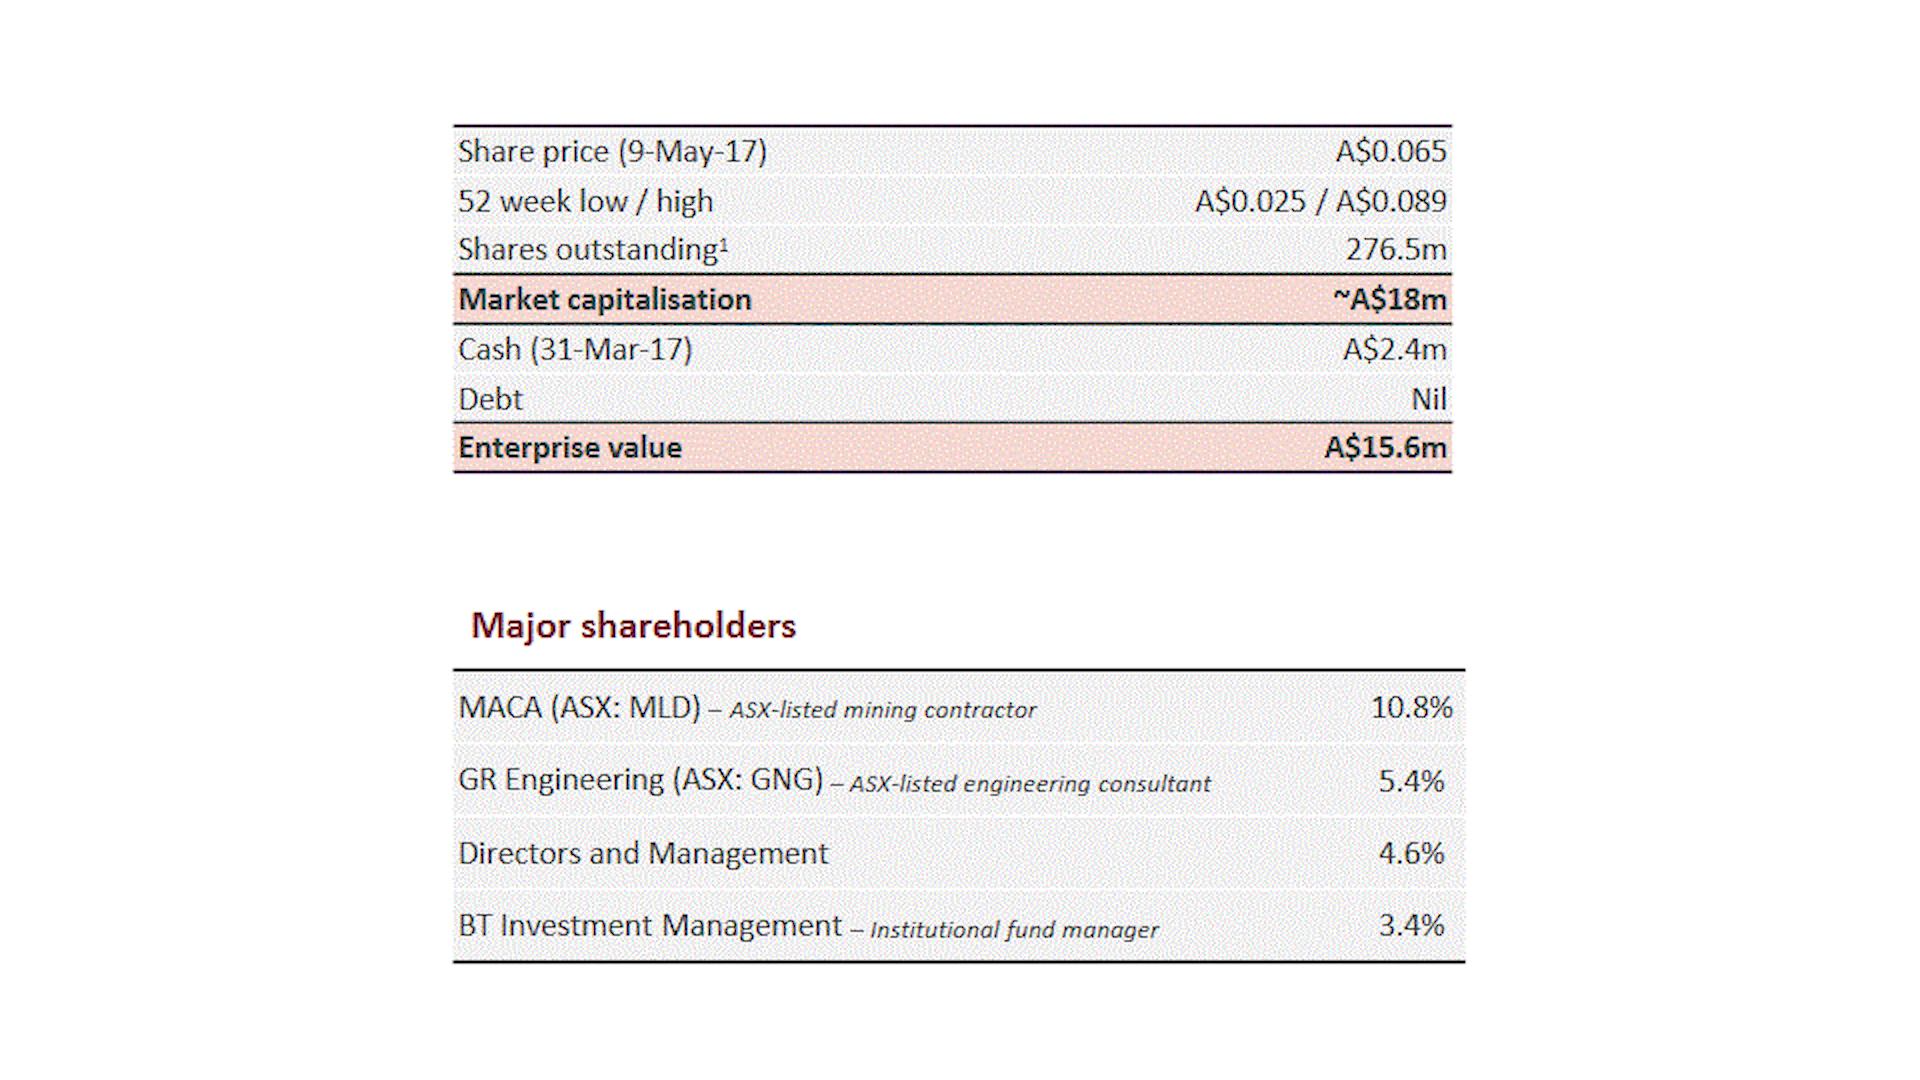 Share price (9-May-17) A$0.065
52 week low / high A$0.025 / A$0.089
Shares outstanding¹ 276.5m
Market capitalisation ~A$18m
Cash (31-Mar-17) A$2.4m
Debt Nil
Enterprise value A$15.6m
Major shareholders
MACA (ASX: MLD) – ASX-listed mining contractor 10.8%
GR Engineering (ASX: GNG) – ASX-listed engineering consultant 5.4%
Directors and Management 4.6%
BT Investment Management – Institutional fund manager 3.4%